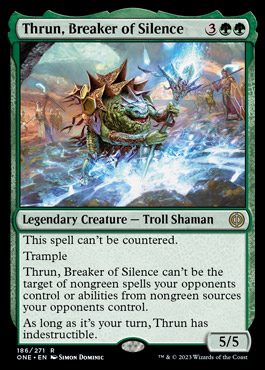 Thrun, Breaker of Silence 3
Legendary Creature — Troll Shaman
This spell can't be countered.
Trample
Thrun, Breaker of Silence can't be the
target of nongreen spells your opponents
control or abilities from nongreen sources
your opponents control.
As long as it's your turn, Thrun has
indestructible.
5/5
186/271 R
ONE • EN SIMON DOMINIC
™ & © 2023 Wizards of the Coast